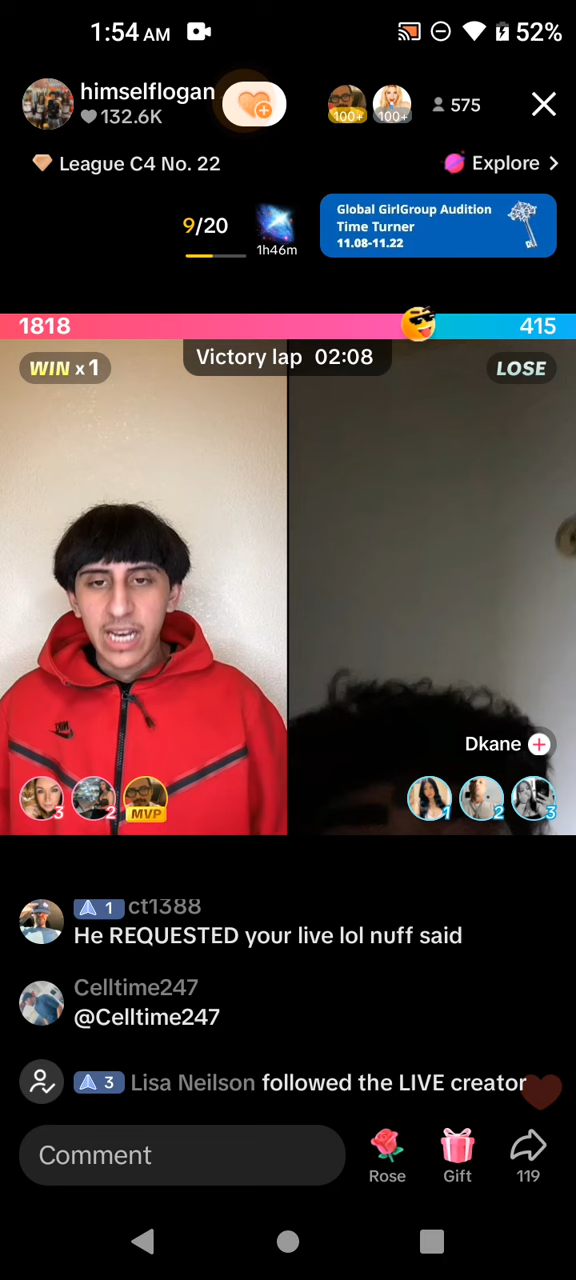 1:54 AM
52%
himselflogan
132.6K
100+
100+
575
League C4 No. 22
Explore >
9/20
1h46m
Global GirlGroup Audition
Time Turner
11.08-11.22
1818
415
WIN x 1
Victory lap 02:08
LOSE
Dkane
3
2
MVP
1
2
3
1 ct1388
He REQUESTED your live lol nuff said
Celltime247
@Celltime247
3 Lisa Neilson followed the LIVE creator
Comment
Rose
Gift
119